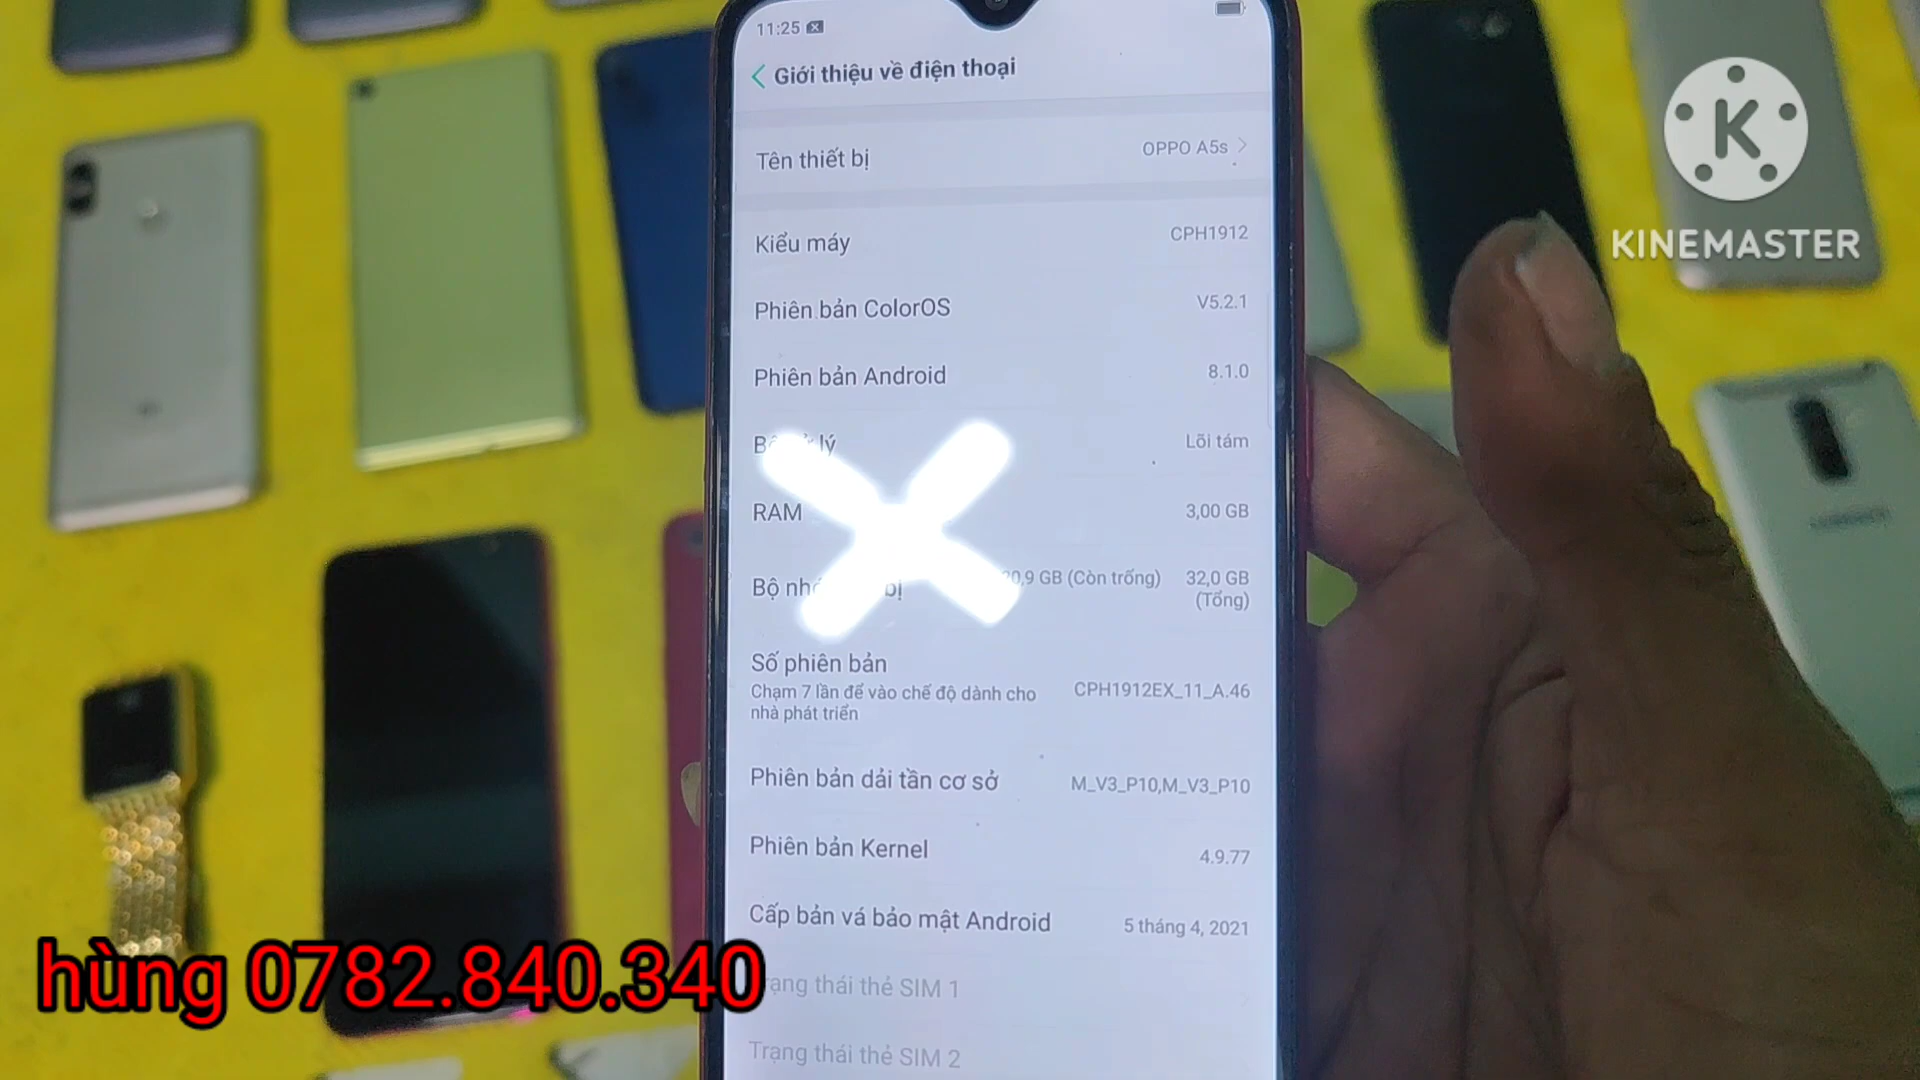 11:25
Giới thiệu về điện thoại
Tên thiết bị OPPO A5s
Kiểu máy CPH1912
Phiên bản ColorOS V5.2.1
Phiên bản Android 8.1.0
lý Lõi tám
RAM 3,00 GB
Bộ GB (Còn trống) 32,0 GB
(Tổng)
Số phiên bản
Chạm 7 lần để vào chế độ dành cho CPH1912EX_11_A.46
nhà phát triển
Phiên bản dải tần cơ sở M_V3_P10,M_V3_P10
Phiên bản Kernel 4.9.77
Cấp bản vá bảo mật Android 5 tháng 4, 2021
thái thẻ SIM 1
Trạng thái thẻ SIM 2
hùng 0782.840.340
K
KINEMASTER